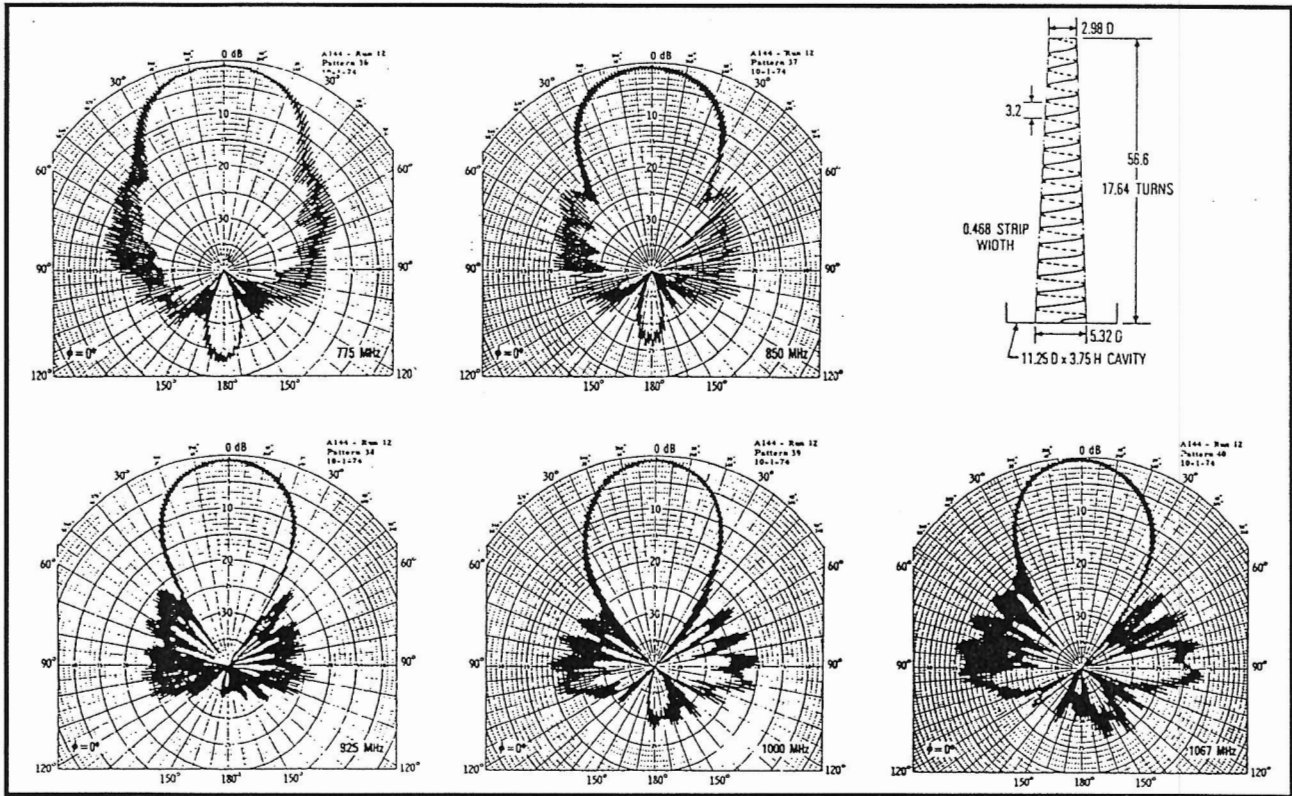 A144 - Run 12
Pattern 36
10-1-74
0 dB
30°
30°
10
20
30
60°
60°
90°
90°
120°
120°
150°
180°
150°
ϕ = 0°
775 MHz
A144 - Run 12
Pattern 37
10-1-74
0 dB
30°
30°
10
20
30
60°
60°
90°
90°
120°
120°
150°
180°
150°
ϕ = 0°
850 MHz
2.98 D
3.2
56.6
17.64 TURNS
0.468 STRIP
WIDTH
5.32 D
11.25 D x 3.75 H CAVITY
A144 - Run 12
Pattern 38
10-1-74
0 dB
30°
30°
10
20
30
60°
60°
90°
90°
120°
120°
150°
180°
150°
ϕ = 0°
925 MHz
A144 - Run 12
Pattern 39
10-1-74
0 dB
30°
30°
10
20
30
60°
60°
90°
90°
120°
120°
150°
180°
150°
ϕ = 0°
1000 MHz
A144 - Run 12
Pattern 40
10-1-74
0 dB
30°
30°
10
20
30
60°
60°
90°
90°
120°
120°
150°
180°
150°
ϕ = 0°
1067 MHz